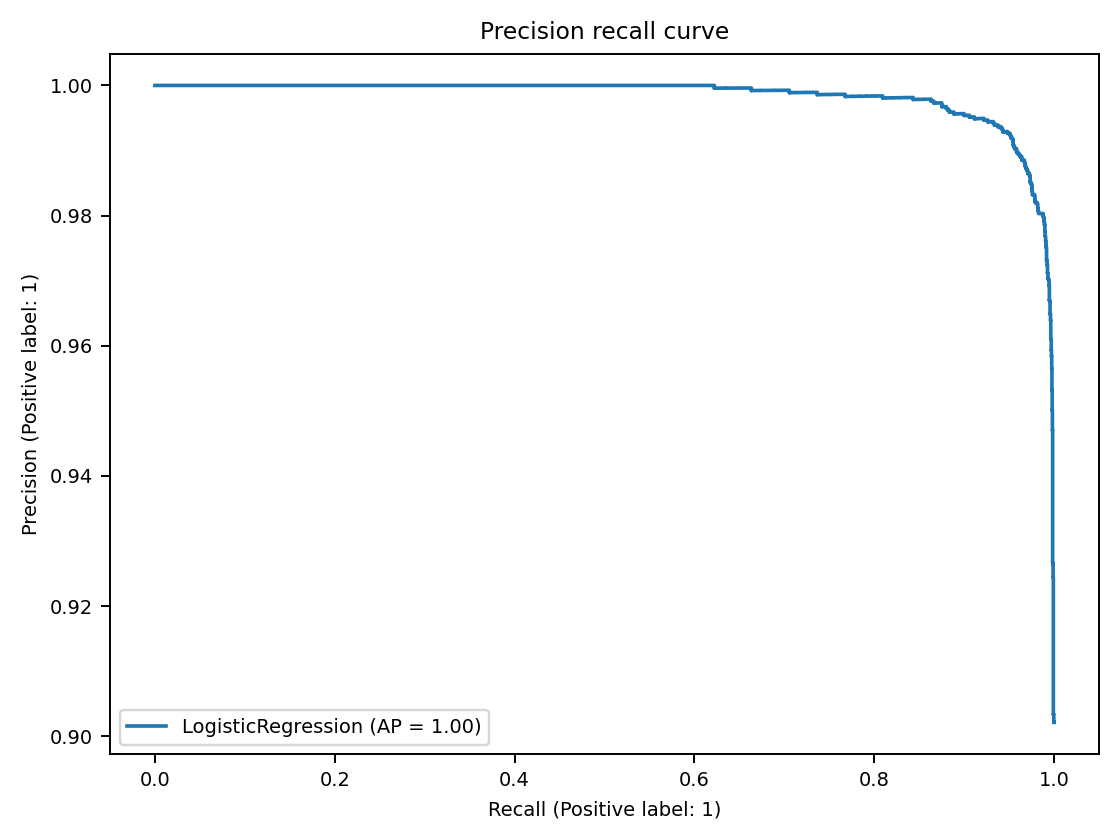 Precision recall curve
1.00
0.98
0.96
0.94
0.92
0.90
Precision (Positive label: 1)
LogisticRegression (AP = 1.00)
0.0 0.2 0.4 0.6 0.8 1.0
Recall (Positive label: 1)